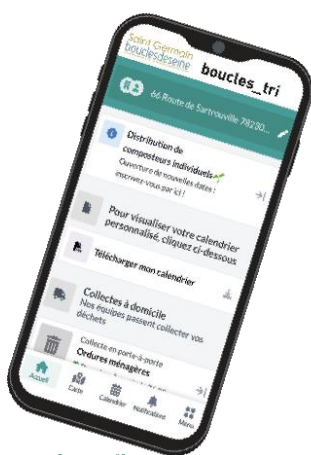 Saint Germain
bouclesdeseine
boucles_tri
66 Route de Sartrouville 78230...
Distribution de
composteurs individuels
Ouverture de nouvelles dates :
inscrivez-vous par ici !
Pour visualiser votre calendrier
personnalisé, cliquez ci-dessous
Télécharger mon calendrier
Collectes à domicile
Nos équipes passent collecter vos
déchets
Collecte en porte-à-porte
Ordures ménagères
Accueil
Carte
Calendrier
Notifications
Menu